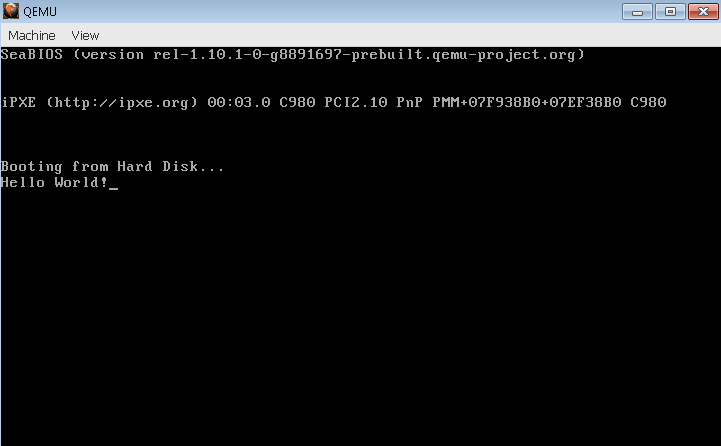 QEMU
Machine View
SeaBIOS (version rel-1.10.1-0-g8891697-prebuilt.qemu-project.org)
iPXE (http://ipxe.org) 00:03.0 C980 PCI2.10 PnP PMM+07F938B0+07EF38B0 C980
Booting from Hard Disk...
Hello World!_